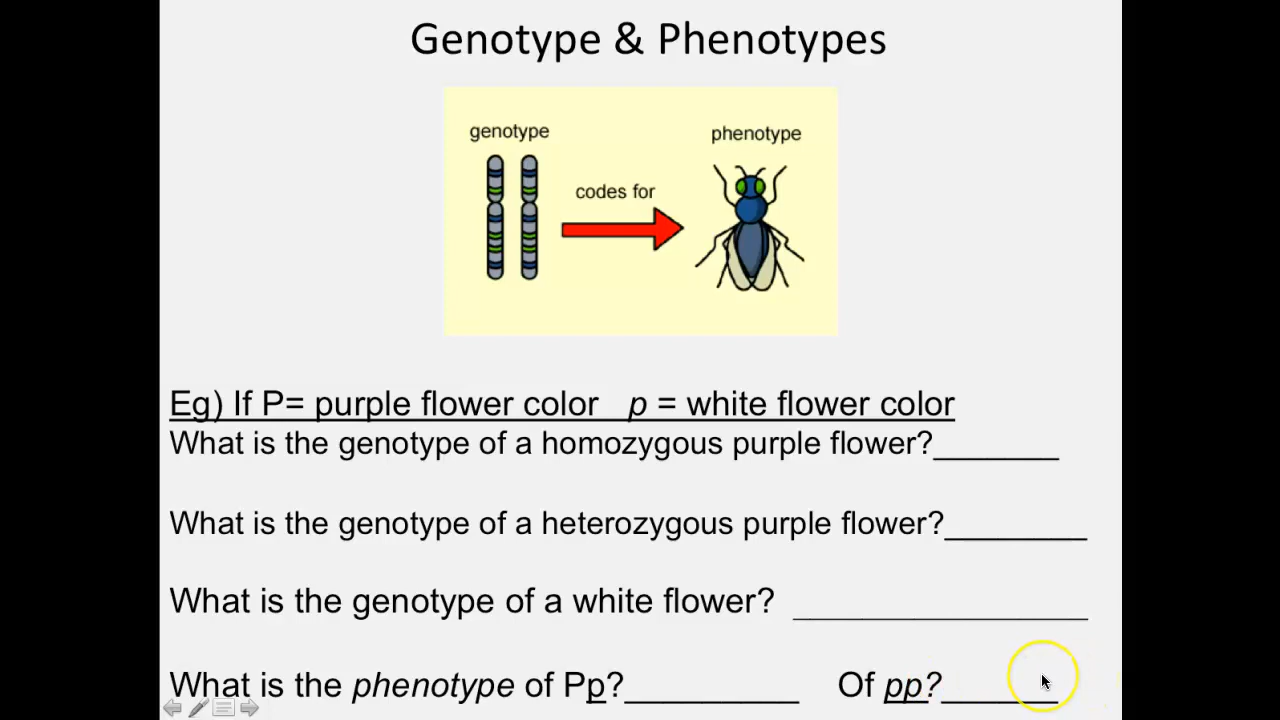 Genotype & Phenotypes
genotype
phenotype
codes for
Eg) If P= purple flower color p = white flower color
What is the genotype of a homozygous purple flower?_______
What is the genotype of a heterozygous purple flower?________
What is the genotype of a white flower? ________________
What is the phenotype of Pp?__________ Of pp?_______